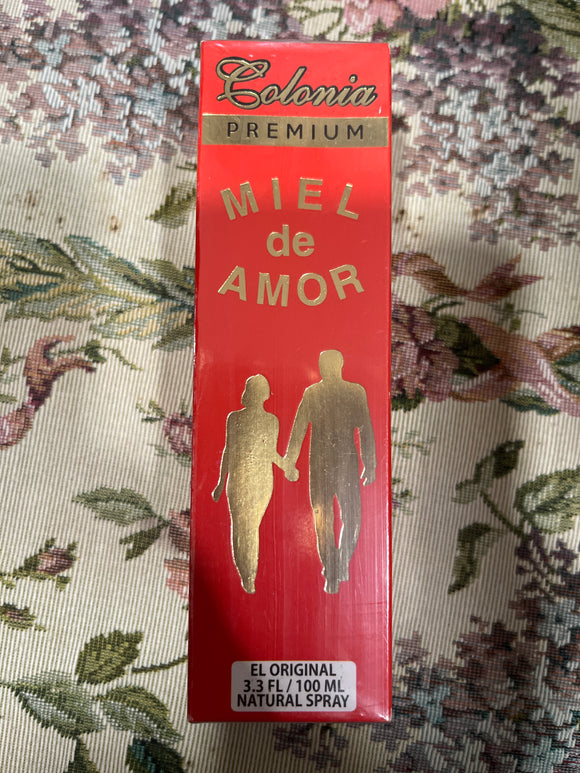 Colonia
PREMIUM
MIEL
de
AMOR
EL ORIGINAL
3.3 FL / 100 ML
NATURAL SPRAY